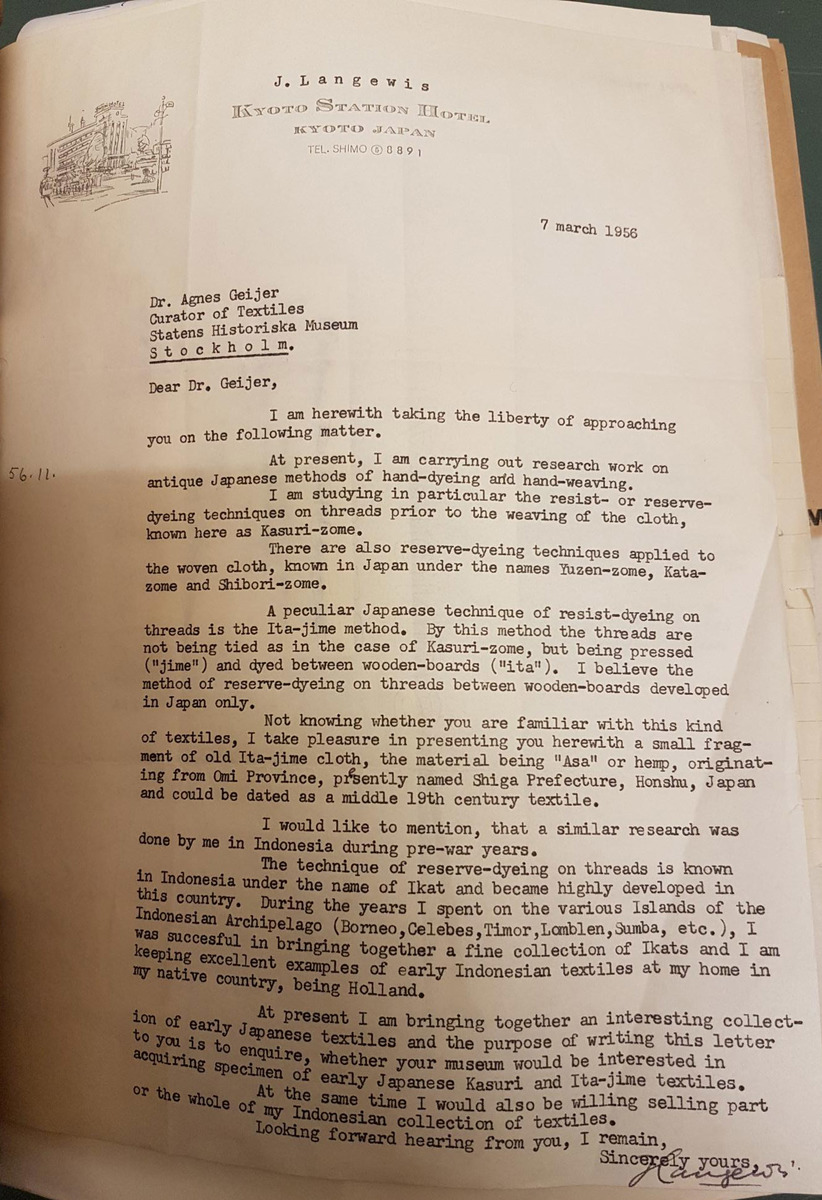 J. Langewis
KYOTO STATION HOTEL
KYOTO JAPAN
TEL. SHIMO ⑤ 8891
7 march 1956
Dr. Agnes Geijer
Curator of Textiles
Statens Historiska Museum
Stockholm.
Dear Dr. Geijer,
I am herewith taking the liberty of approaching
you on the following matter.
56.11.
At present, I am carrying out research work on
antique Japanese methods of hand-dyeing and hand-weaving.
I am studying in particular the resist- or reserve-
dyeing techniques on threads prior to the weaving of the cloth,
known here as Kasuri-zome.
There are also reserve-dyeing techniques applied to
the woven cloth, known in Japan under the names Yuzen-zome, Kata-
zome and Shibori-zome.
A peculiar Japanese technique of resist-dyeing on
threads is the Ita-jime method. By this method the threads are
not being tied as in the case of Kasuri-zome, but being pressed
("jime") and dyed between wooden-boards ("ita"). I believe the
method of reserve-dyeing on threads between wooden-boards developed
in Japan only.
Not knowing whether you are familiar with this kind
of textiles, I take pleasure in presenting you herewith a small frag-
ment of old Ita-jime cloth, the material being "Asa" or hemp, originat-
ing from Omi Province, presently named Shiga Prefecture, Honshu, Japan
and could be dated as a middle 19th century textile.
I would like to mention, that a similar research was
done by me in Indonesia during pre-war years.
The technique of reserve-dyeing on threads is known
in Indonesia under the name of Ikat and became highly developed in
this country. During the years I spent on the various Islands of the
Indonesian Archipelago (Borneo,Celebes,Timor,Lomblen,Sumba, etc.), I
was succesful in bringing together a fine collection of Ikats and I am
keeping excellent examples of early Indonesian textiles at my home in
my native country, being Holland.
At present I am bringing together an interesting collect-
ion of early Japanese textiles and the purpose of writing this letter
to you is to enquire, whether your museum would be interested in
acquiring specimen of early Japanese Kasuri and Ita-jime textiles.
At the same time I would also be willing selling part
or the whole of my Indonesian collection of textiles.
Looking forward hearing from you, I remain,
Sincerely yours,
JLangewis